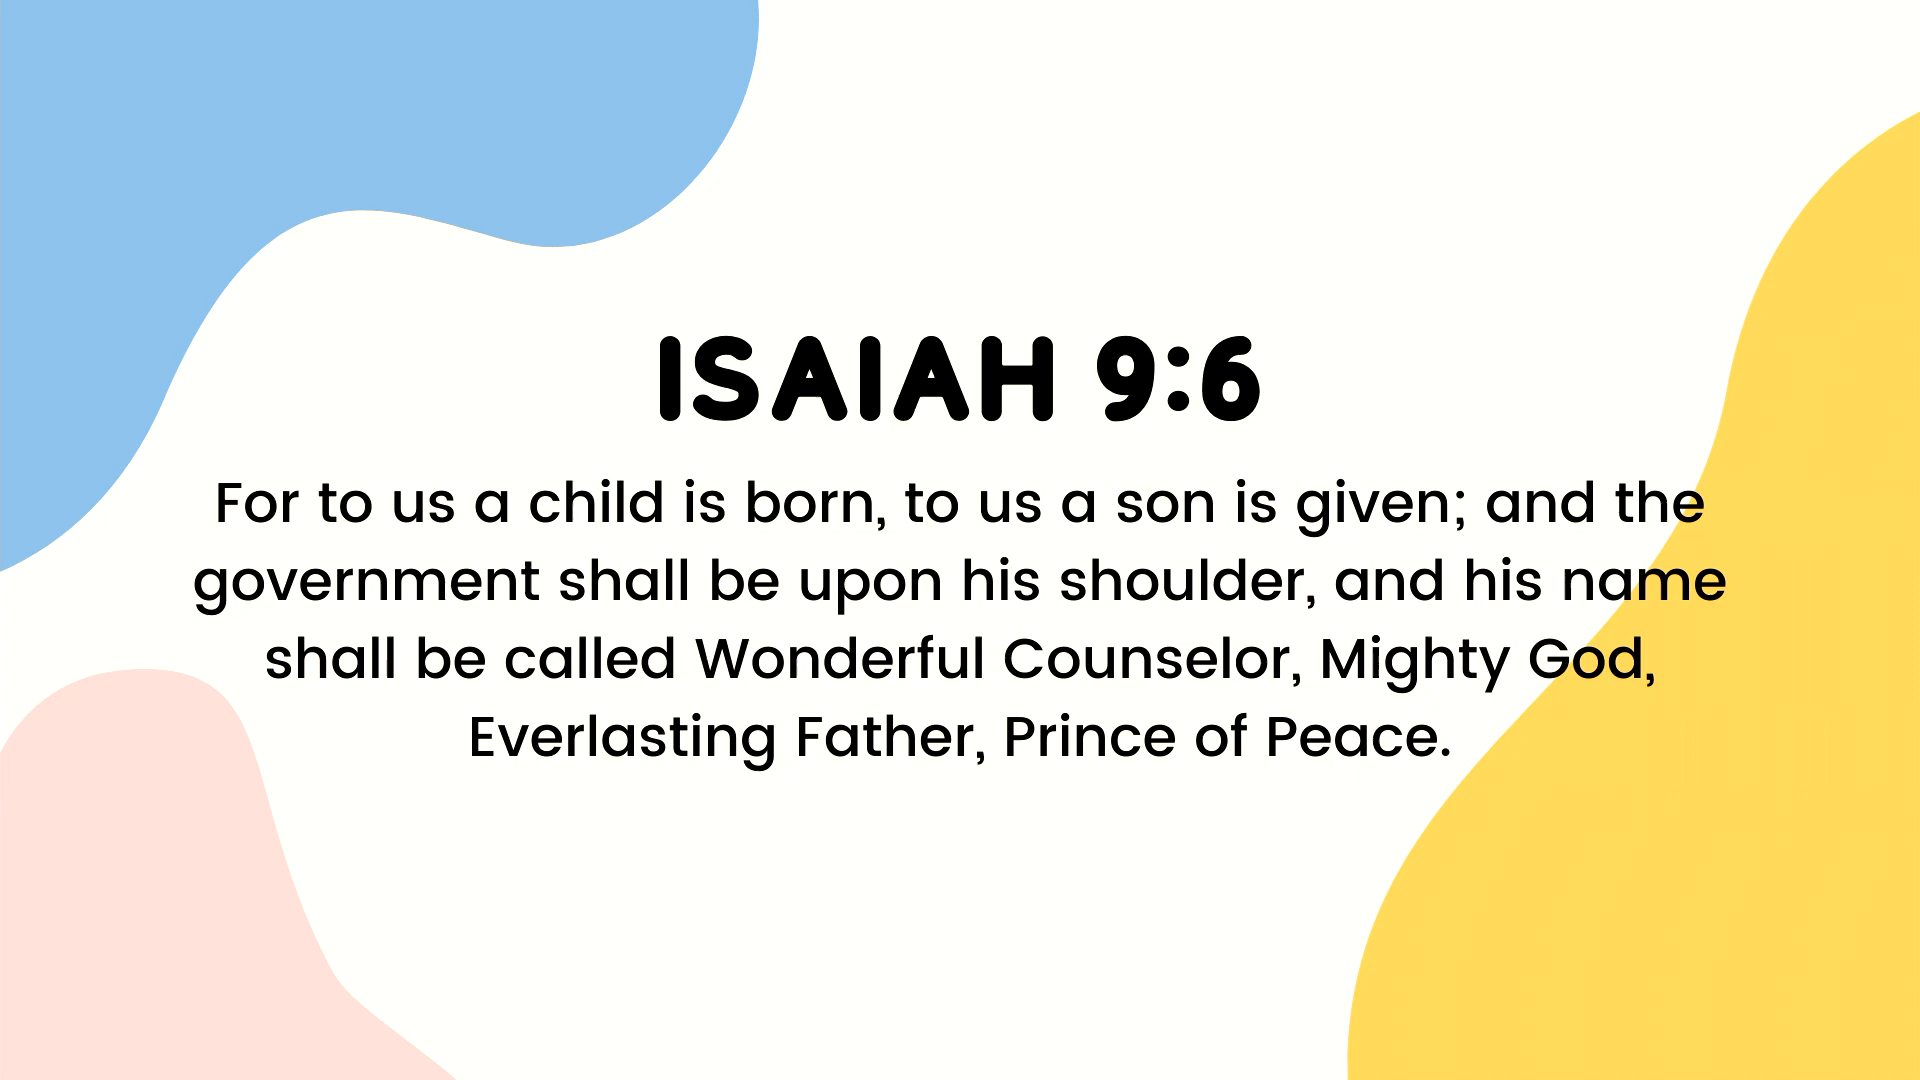 ISAIAH 9:6
For to us a child is born, to us a son is given; and the
government shall be upon his shoulder, and his name
shall be called Wonderful Counselor, Mighty God,
Everlasting Father, Prince of Peace.